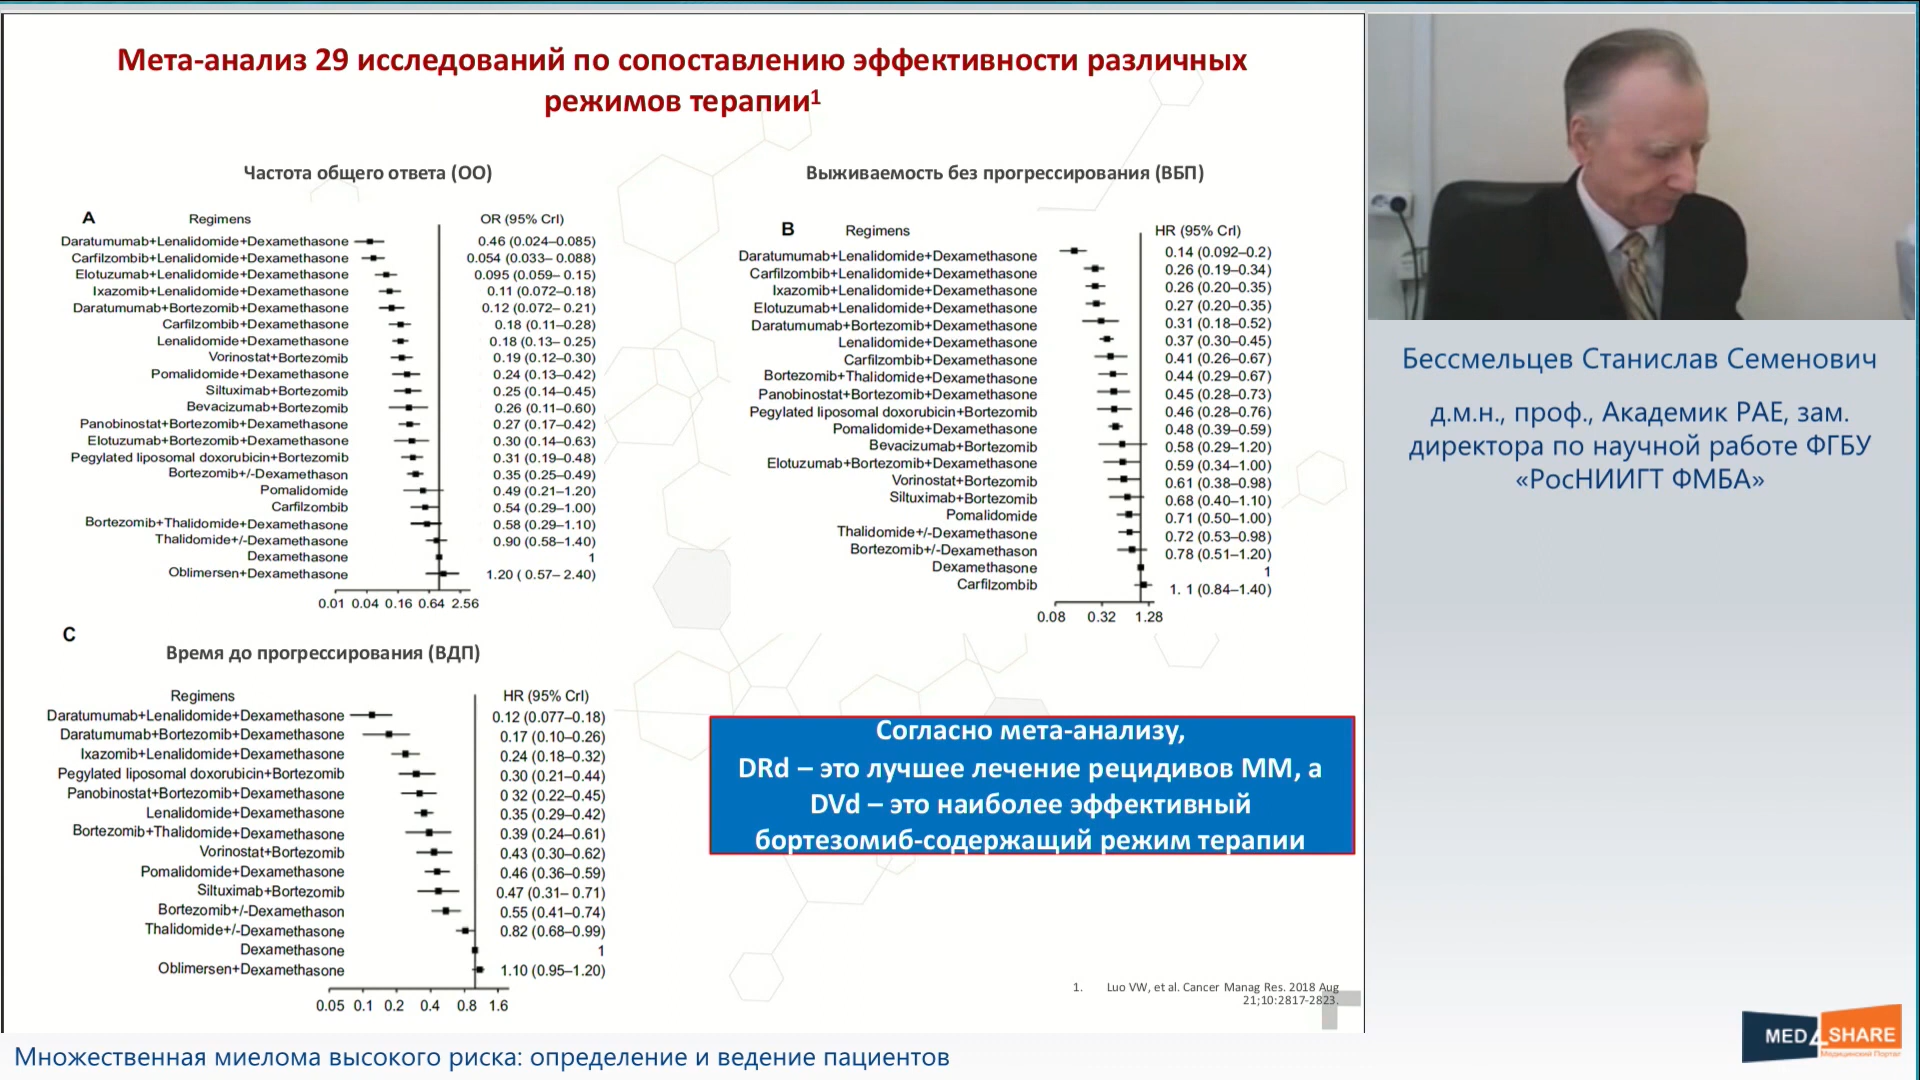 Мета-анализ 29 исследований по сопоставлению эффективности различных
режимов терапии¹
Частота общего ответа (ОО)
A
Regimens OR (95% CrI)
Daratumumab+Lenalidomide+Dexamethasone 0.46 (0.024–0.085)
Carfilzombib+Lenalidomide+Dexamethasone 0.054 (0.033– 0.088)
Elotuzumab+Lenalidomide+Dexamethasone 0.095 (0.059– 0.15)
Ixazomib+Lenalidomide+Dexamethasone 0.11 (0.072–0.18)
Daratumumab+Bortezomib+Dexamethasone 0.12 (0.072– 0.21)
Carfilzombib+Dexamethasone 0.18 (0.11–0.28)
Lenalidomide+Dexamethasone 0.18 (0.13– 0.25)
Vorinostat+Bortezomib 0.19 (0.12–0.30)
Pomalidomide+Dexamethasone 0.24 (0.13–0.42)
Siltuximab+Bortezomib 0.25 (0.14–0.45)
Bevacizumab+Bortezomib 0.26 (0.11–0.60)
Panobinostat+Bortezomib+Dexamethasone 0.27 (0.17–0.42)
Elotuzumab+Bortezomib+Dexamethasone 0.30 (0.14–0.63)
Pegylated liposomal doxorubicin+Bortezomib 0.31 (0.19–0.48)
Bortezomib+/-Dexamethason 0.35 (0.25–0.49)
Pomalidomide 0.49 (0.21–1.20)
Carfilzombib 0.54 (0.29–1.00)
Bortezomib+Thalidomide+Dexamethasone 0.58 (0.29–1.10)
Thalidomide+/-Dexamethasone 0.90 (0.58–1.40)
Dexamethasone 1
Oblimersen+Dexamethasone 1.20 ( 0.57– 2.40)
0.01 0.04 0.16 0.64 2.56
Выживаемость без прогрессирования (ВБП)
B
Regimens HR (95% CrI)
Daratumumab+Lenalidomide+Dexamethasone 0.14 (0.092–0.2)
Carfilzombib+Lenalidomide+Dexamethasone 0.26 (0.19–0.34)
Ixazomib+Lenalidomide+Dexamethasone 0.26 (0.20–0.35)
Elotuzumab+Lenalidomide+Dexamethasone 0.27 (0.20–0.35)
Daratumumab+Bortezomib+Dexamethasone 0.31 (0.18–0.52)
Lenalidomide+Dexamethasone 0.37 (0.30–0.45)
Carfilzombib+Dexamethasone 0.41 (0.26–0.67)
Bortezomib+Thalidomide+Dexamethasone 0.44 (0.29–0.67)
Panobinostat+Bortezomib+Dexamethasone 0.45 (0.28–0.73)
Pegylated liposomal doxorubicin+Bortezomib 0.46 (0.28–0.76)
Pomalidomide+Dexamethasone 0.48 (0.39–0.59)
Bevacizumab+Bortezomib 0.58 (0.29–1.20)
Elotuzumab+Bortezomib+Dexamethasone 0.59 (0.34–1.00)
Vorinostat+Bortezomib 0.61 (0.38–0.98)
Siltuximab+Bortezomib 0.68 (0.40–1.10)
Pomalidomide 0.71 (0.50–1.00)
Thalidomide+/-Dexamethasone 0.72 (0.53–0.98)
Bortezomib+/-Dexamethason 0.78 (0.51–1.20)
Dexamethasone 1
Carfilzombib 1. 1 (0.84–1.40)
0.08 0.32 1.28
C
Время до прогрессирования (ВДП)
Regimens HR (95% CrI)
Daratumumab+Lenalidomide+Dexamethasone 0.12 (0.077–0.18)
Daratumumab+Bortezomib+Dexamethasone 0.17 (0.10–0.26)
Ixazomib+Lenalidomide+Dexamethasone 0.24 (0.18–0.32)
Pegylated liposomal doxorubicin+Bortezomib 0.30 (0.21–0.44)
Panobinostat+Bortezomib+Dexamethasone 0 32 (0.22–0.45)
Lenalidomide+Dexamethasone 0.35 (0.29–0.42)
Bortezomib+Thalidomide+Dexamethasone 0.39 (0.24–0.61)
Vorinostat+Bortezomib 0.43 (0.30–0.62)
Pomalidomide+Dexamethasone 0.46 (0.36–0.59)
Siltuximab+Bortezomib 0.47 (0.31– 0.71)
Bortezomib+/-Dexamethason 0.55 (0.41–0.74)
Thalidomide+/-Dexamethasone 0.82 (0.68–0.99)
Dexamethasone 1
Oblimersen+Dexamethasone 1.10 (0.95–1.20)
0.05 0.1 0.2 0.4 0.8 1.6
Согласно мета-анализу,
DRd – это лучшее лечение рецидивов ММ, а
DVd – это наиболее эффективный
бортезомиб-содержащий режим терапии
1. Luo VW, et al. Cancer Manag Res. 2018 Aug
21;10:2817-2823.
Бессмельцев Станислав Семенович
д.м.н., проф., Академик РАЕ, зам.
директора по научной работе ФГБУ
«РосНИИГТ ФМБА»
MED4SHARE
Медицинский Портал
Множественная миелома высокого риска: определение и ведение пациентов